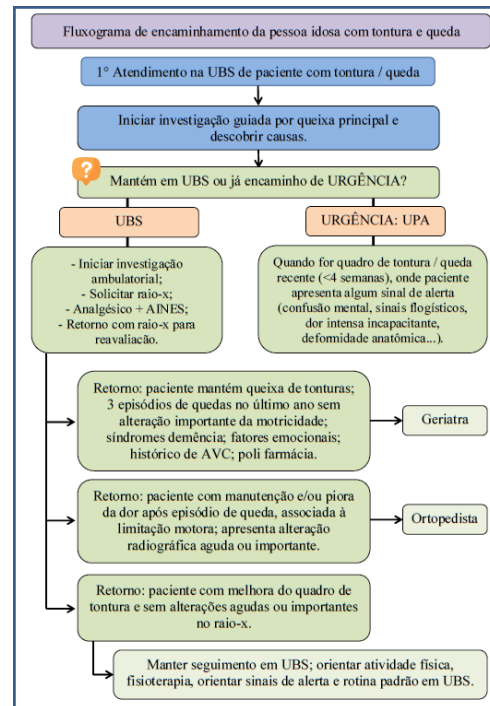 Fluxograma de encaminhamento da pessoa idosa com tontura e queda
1° Atendimento na UBS de paciente com tontura / queda
Iniciar investigação guiada por queixa principal e
descobrir causas.
?
Mantém em UBS ou já encaminho de URGÊNCIA?
UBS
- Iniciar investigação
ambulatorial;
- Solicitar raio-x;
- Analgésico + AINES;
- Retorno com raio-x para
reavaliação.
URGÊNCIA: UPA
Quando for quadro de tontura / queda
recente (<4 semanas), onde paciente
apresenta algum sinal de alerta
(confusão mental, sinais flogísticos,
dor intensa incapacitante,
deformidade anatômica...).
Retorno: paciente mantém queixa de tonturas;
3 episódios de quedas no último ano sem
alteração importante da motricidade;
síndromes demência; fatores emocionais;
histórico de AVC; poli farmácia.
Geriatra
Retorno: paciente com manutenção e/ou piora
da dor após episódio de queda, associada à
limitação motora; apresenta alteração
radiográfica aguda ou importante.
Ortopedista
Retorno: paciente com melhora do quadro de
tontura e sem alterações agudas ou importantes
no raio-x.
Manter seguimento em UBS; orientar atividade física,
fisioterapia, orientar sinais de alerta e rotina padrão em UBS.